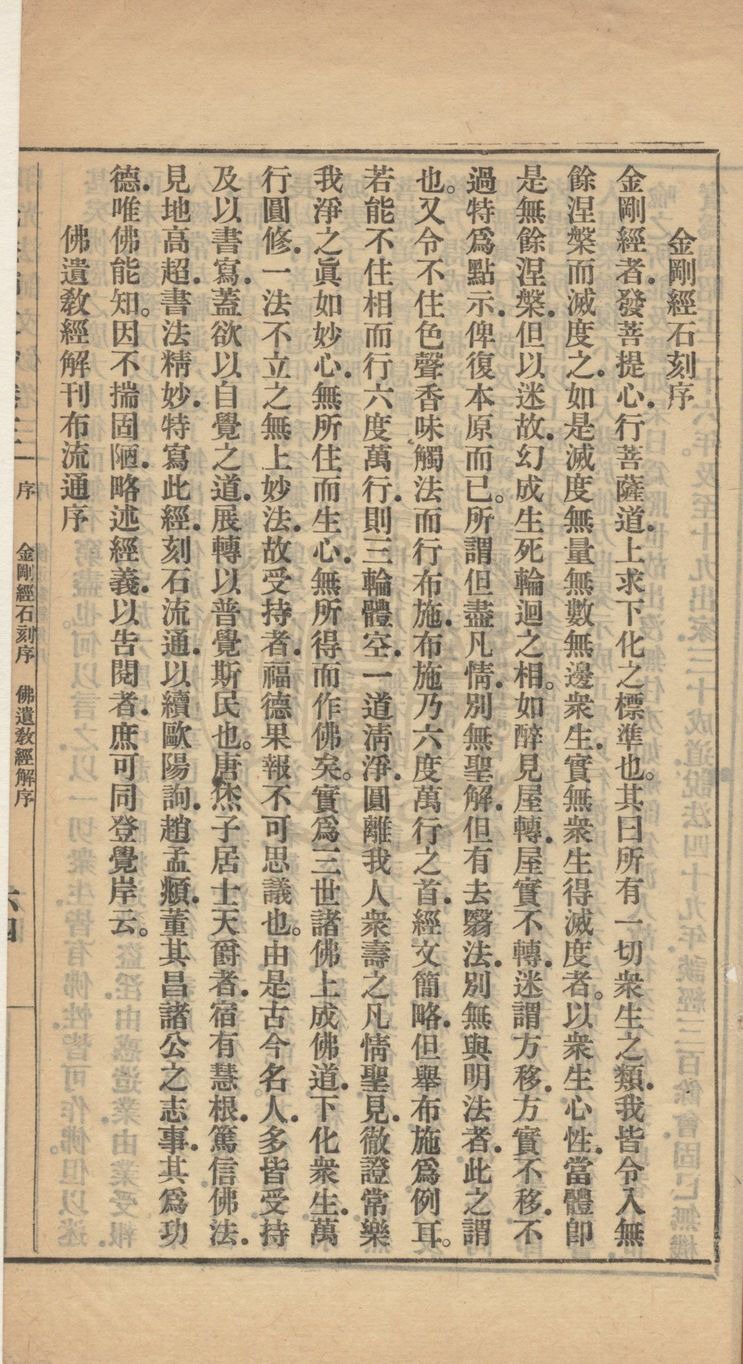 金剛經石刻序
金剛經者.發菩提心.行菩薩道.上求下化之標準也。其曰所有一切衆生之類.我皆令入無
餘涅槃而滅度之.如是滅度無量無數無邊衆生.實無衆生得滅度者。以衆生心性.當體卽
是無餘涅槃.但以迷故.幻成生死輪迴之相。如醉見屋轉.屋實不轉.迷謂方移.方實不移.不
過特爲點示.俾復本原而已。所謂但盡凡情.別無聖解.但有去翳法.別無與明法者.此之謂
也。又令不住色聲香味觸法而行布施.布施乃六度萬行之首.經文簡略.但舉布施爲例耳。
若能不住相而行六度萬行.則三輪體空.一道淸淨.圓離我人衆壽之凡情聖見.徹證常樂
我淨之眞如妙心.無所住而生心.無所得而作佛矣。實爲三世諸佛上成佛道.下化衆生.萬
行圓修.一法不立之無上妙法.故受持者.福德果報不可思議也。由是古今名人.多皆受持
及以書寫.蓋欲以自覺之道.展轉以普覺斯民也。唐烋子居士天爵者.宿有慧根.篤信佛法.
見地高超.書法精妙.特寫此經.刻石流通.以續歐陽詢.趙孟頫.董其昌諸公之志事.其爲功
德.唯佛能知。因不揣固陋.略述經義.以告閱者.庶可同登覺岸云。
佛遺敎經解刊布流通序
序　金剛經石刻序　佛遺敎經解序